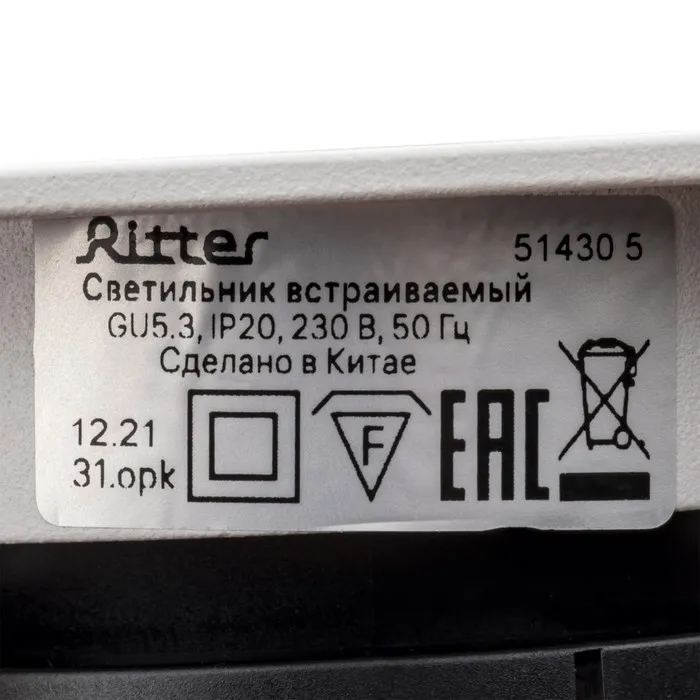 Ritter 51430 5
Светильник встраиваемый
GU5.3, IP20, 230 В, 50 Гц
Сделано в Китае
12.21
31.opk
F
EAC